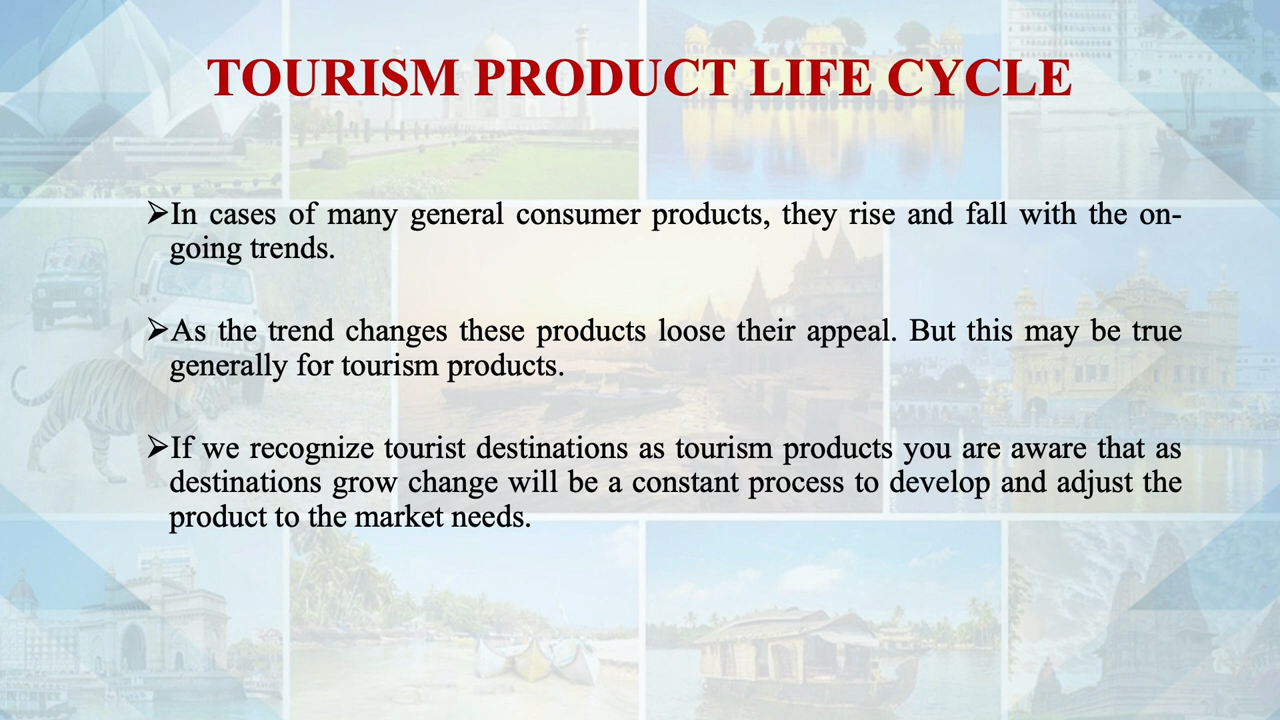 TOURISM PRODUCT LIFE CYCLE
➢In cases of many general consumer products, they rise and fall with the on-
going trends.
➢As the trend changes these products loose their appeal. But this may be true
generally for tourism products.
➢If we recognize tourist destinations as tourism products you are aware that as
destinations grow change will be a constant process to develop and adjust the
product to the market needs.